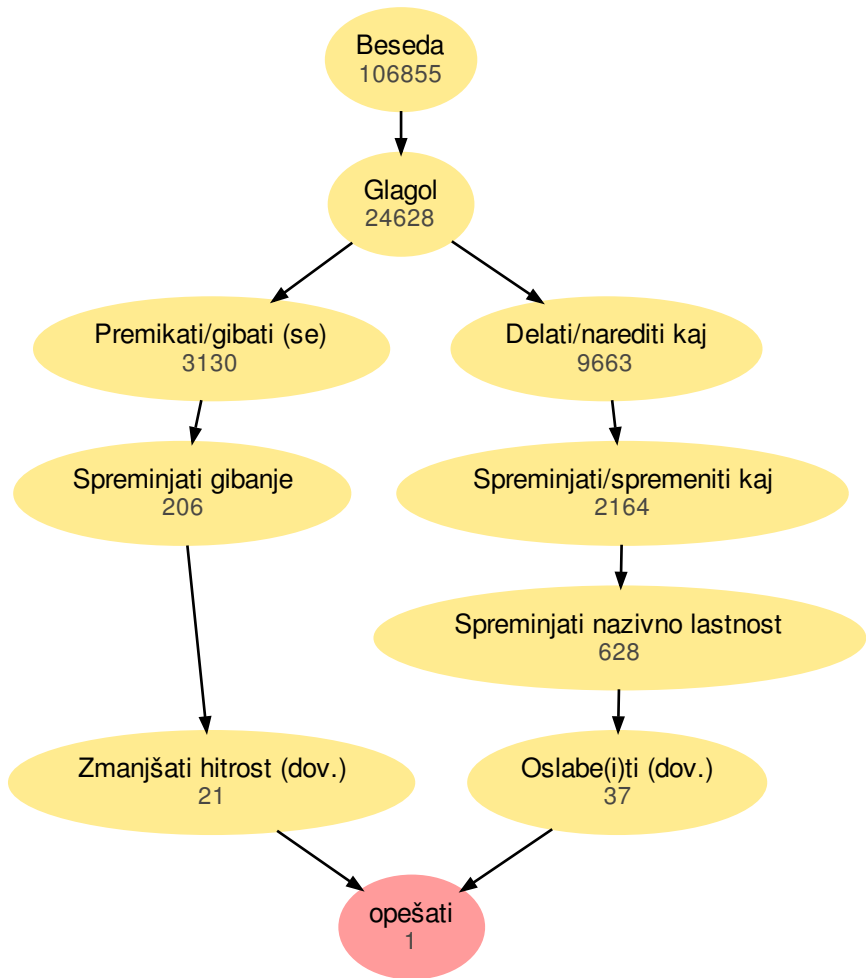 Beseda
106855
Glagol
24628
Premikati/gibati (se)
3130
Delati/narediti kaj
9663
Spreminjati gibanje
206
Spreminjati/spremeniti kaj
2164
Spreminjati nazivno lastnost
628
Zmanjšati hitrost (dov.)
21
Oslabe(i)ti (dov.)
37
opešati
1